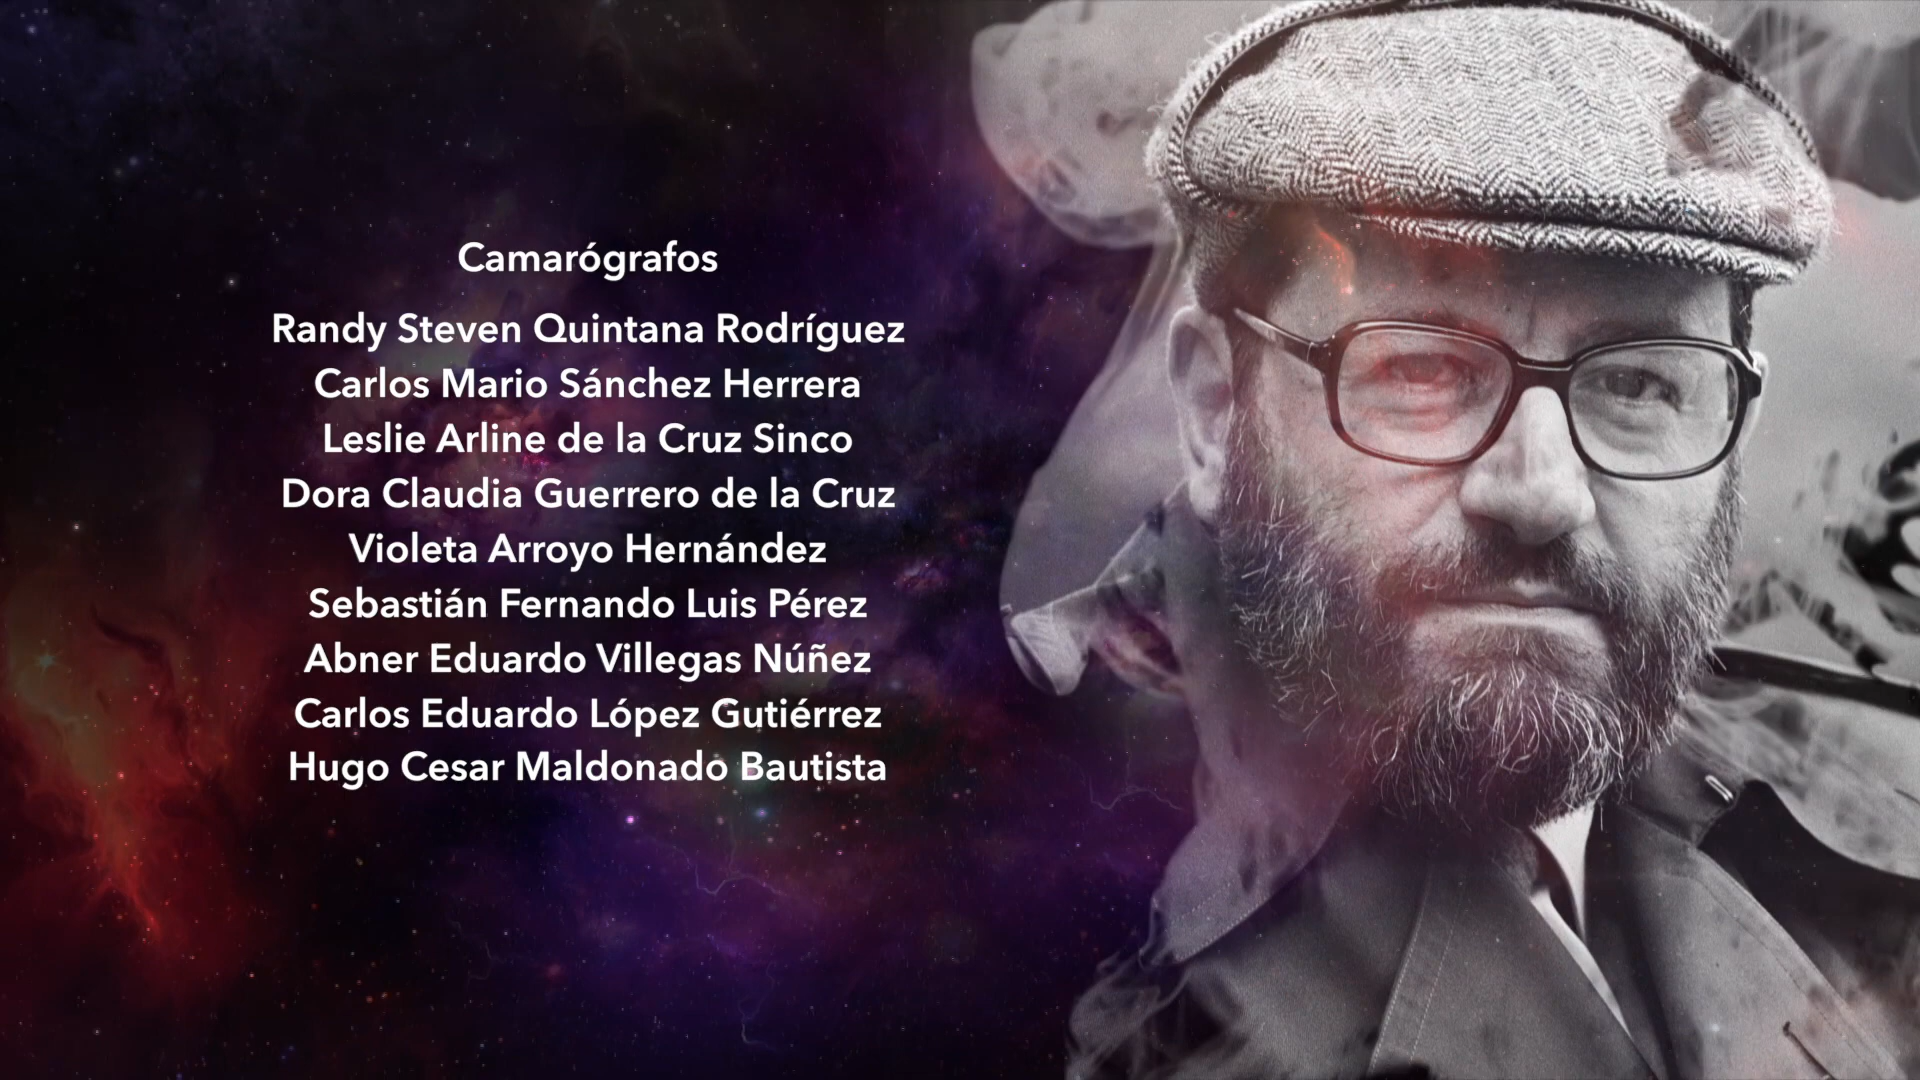 Camarógrafos
Randy Steven Quintana Rodríguez
Carlos Mario Sánchez Herrera
Leslie Arline de la Cruz Sinco
Dora Claudia Guerrero de la Cruz
Violeta Arroyo Hernández
Sebastián Fernando Luis Pérez
Abner Eduardo Villegas Núñez
Carlos Eduardo López Gutiérrez
Hugo Cesar Maldonado Bautista